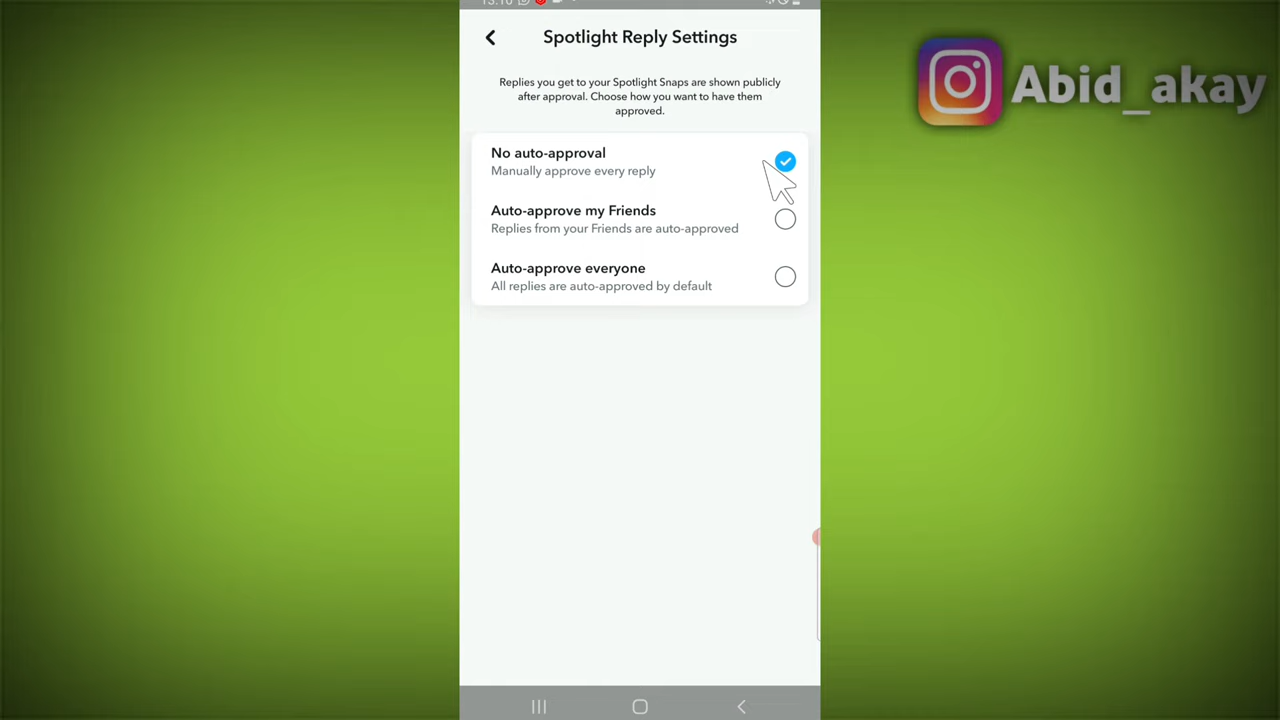 Spotlight Reply Settings
Abid_akay
Replies you get to your Spotlight Snaps are shown publicly
after approval. Choose how you want to have them
approved.
No auto-approval
Manually approve every reply
Auto-approve my Friends
Replies from your Friends are auto-approved
Auto-approve everyone
All replies are auto-approved by default